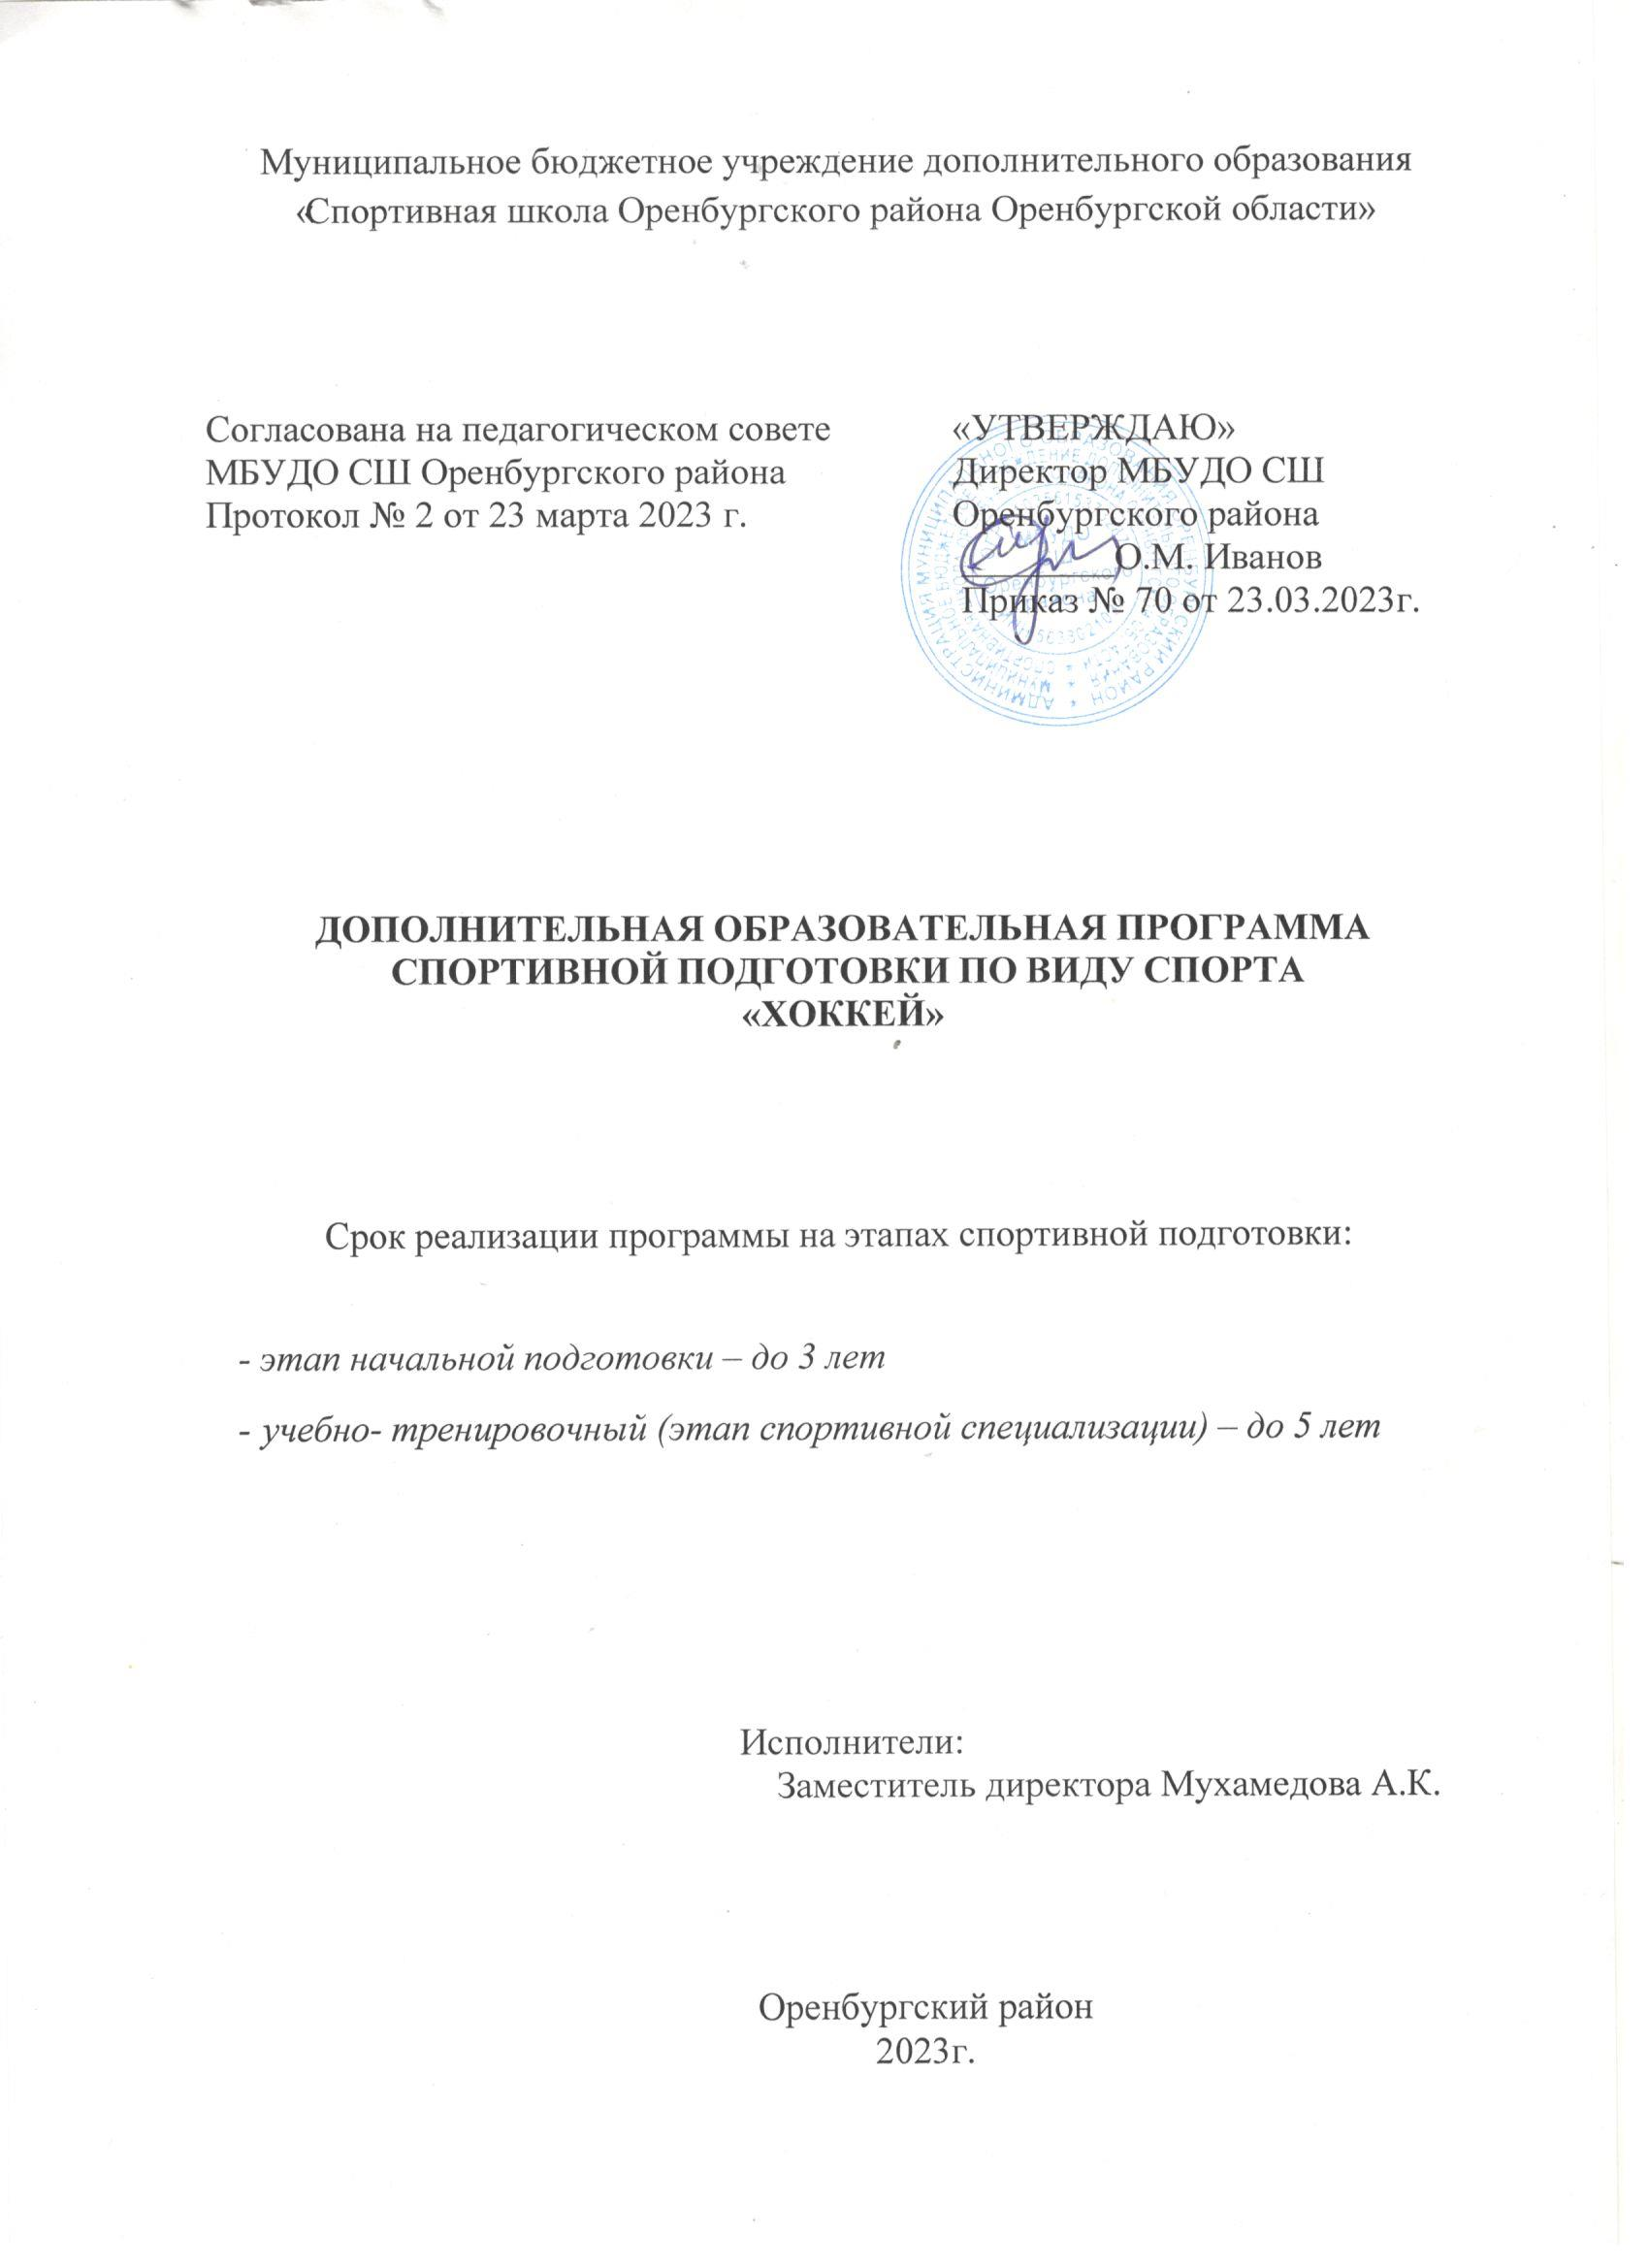 Муниципальное бюджетное учреждение дополнительного образования
«Спортивная школа Оренбургского района Оренбургской области»
Согласована на педагогическом совете
МБУДО СШ Оренбургского района
Протокол № 2 от 23 марта 2023 г.
«УТВЕРЖДАЮ»
Директор МБУДО СШ
Оренбургского района
О.М. Иванов
Приказ № 70 от 23.03.2023г.
ДОПОЛНИТЕЛЬНАЯ ОБРАЗОВАТЕЛЬНАЯ ПРОГРАММА
СПОРТИВНОЙ ПОДГОТОВКИ ПО ВИДУ СПОРТА
«ХОККЕЙ»
Срок реализации программы на этапах спортивной подготовки:
- этап начальной подготовки – до 3 лет
- учебно- тренировочный (этап спортивной специализации) – до 5 лет
Исполнители:
Заместитель директора Мухамедова А.К.
Оренбургский район
2023г.